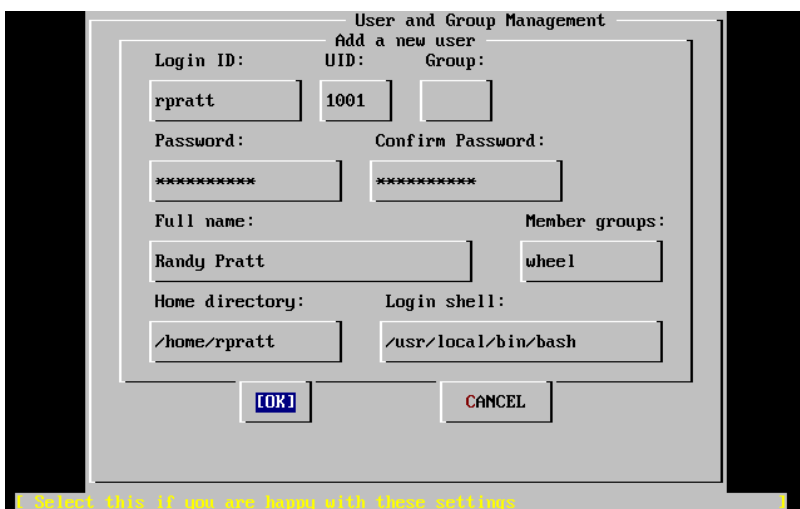 User and Group Management
Add a new user
Login ID: UID: Group:
rpratt 1001
Password: Confirm Password:
********** **********
Full name: Member groups:
Randy Pratt wheel
Home directory: Login shell:
/home/rpratt /usr/local/bin/bash
[OK] CANCEL
[ Select this if you are happy with these settings ]